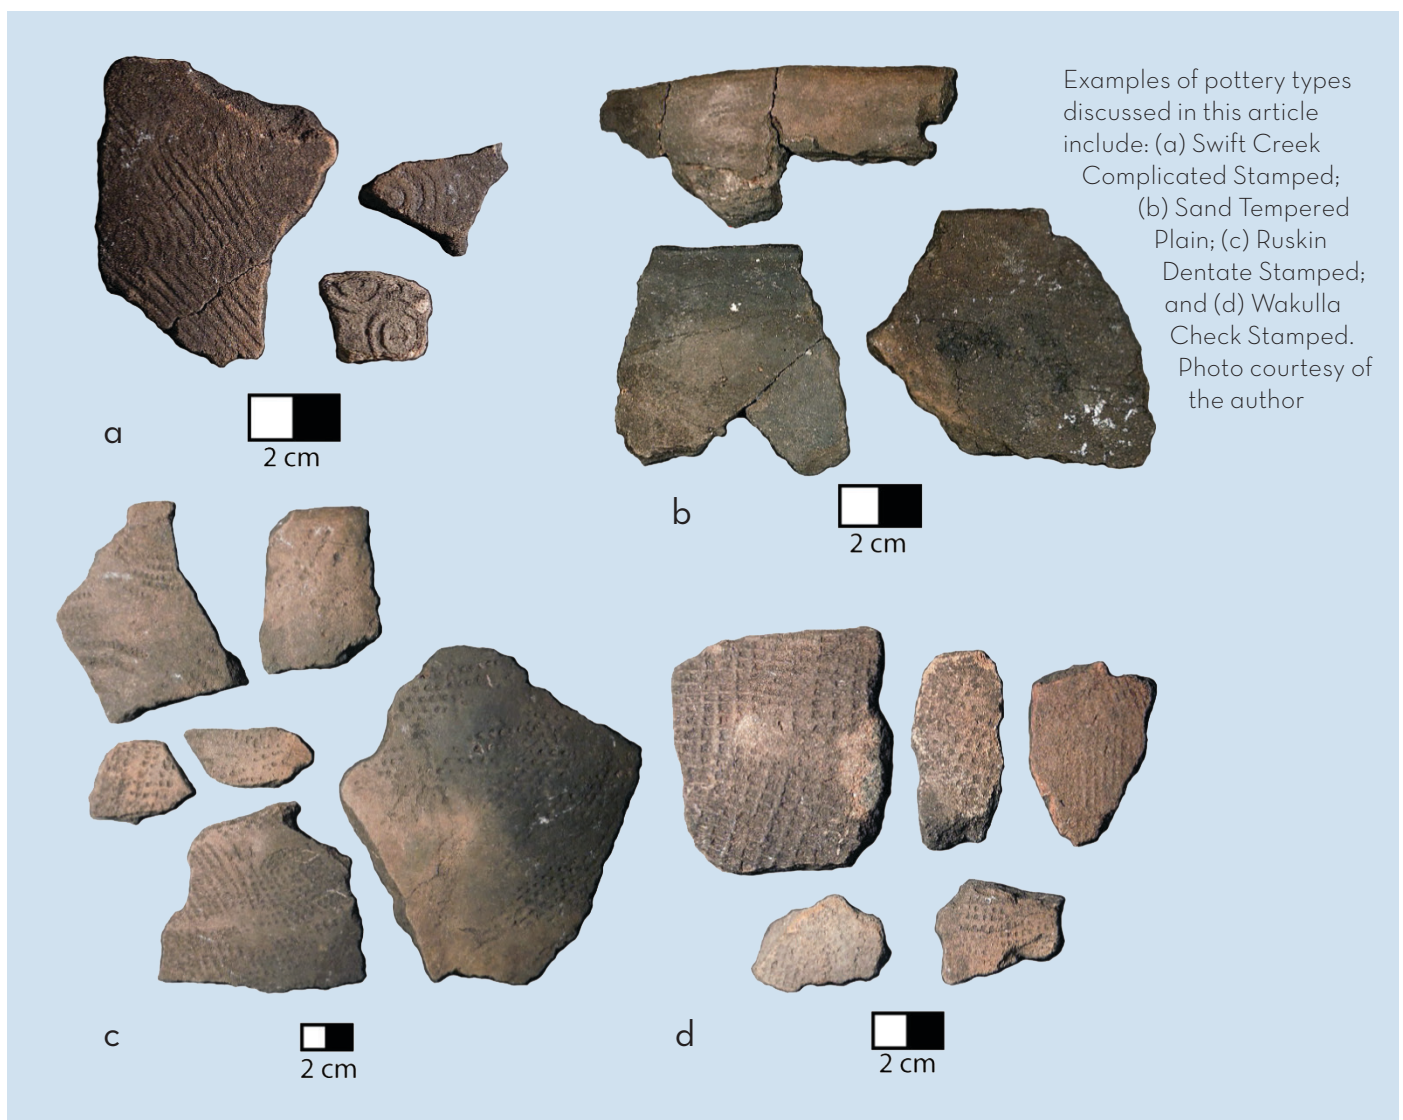 Examples of pottery types
discussed in this article
include: (a) Swift Creek
Complicated Stamped;
(b) Sand Tempered
Plain; (c) Ruskin
Dentate Stamped;
and (d) Wakulla
Check Stamped.
Photo courtesy of
the author
a
2 cm
b
2 cm
c
2 cm
d
2 cm